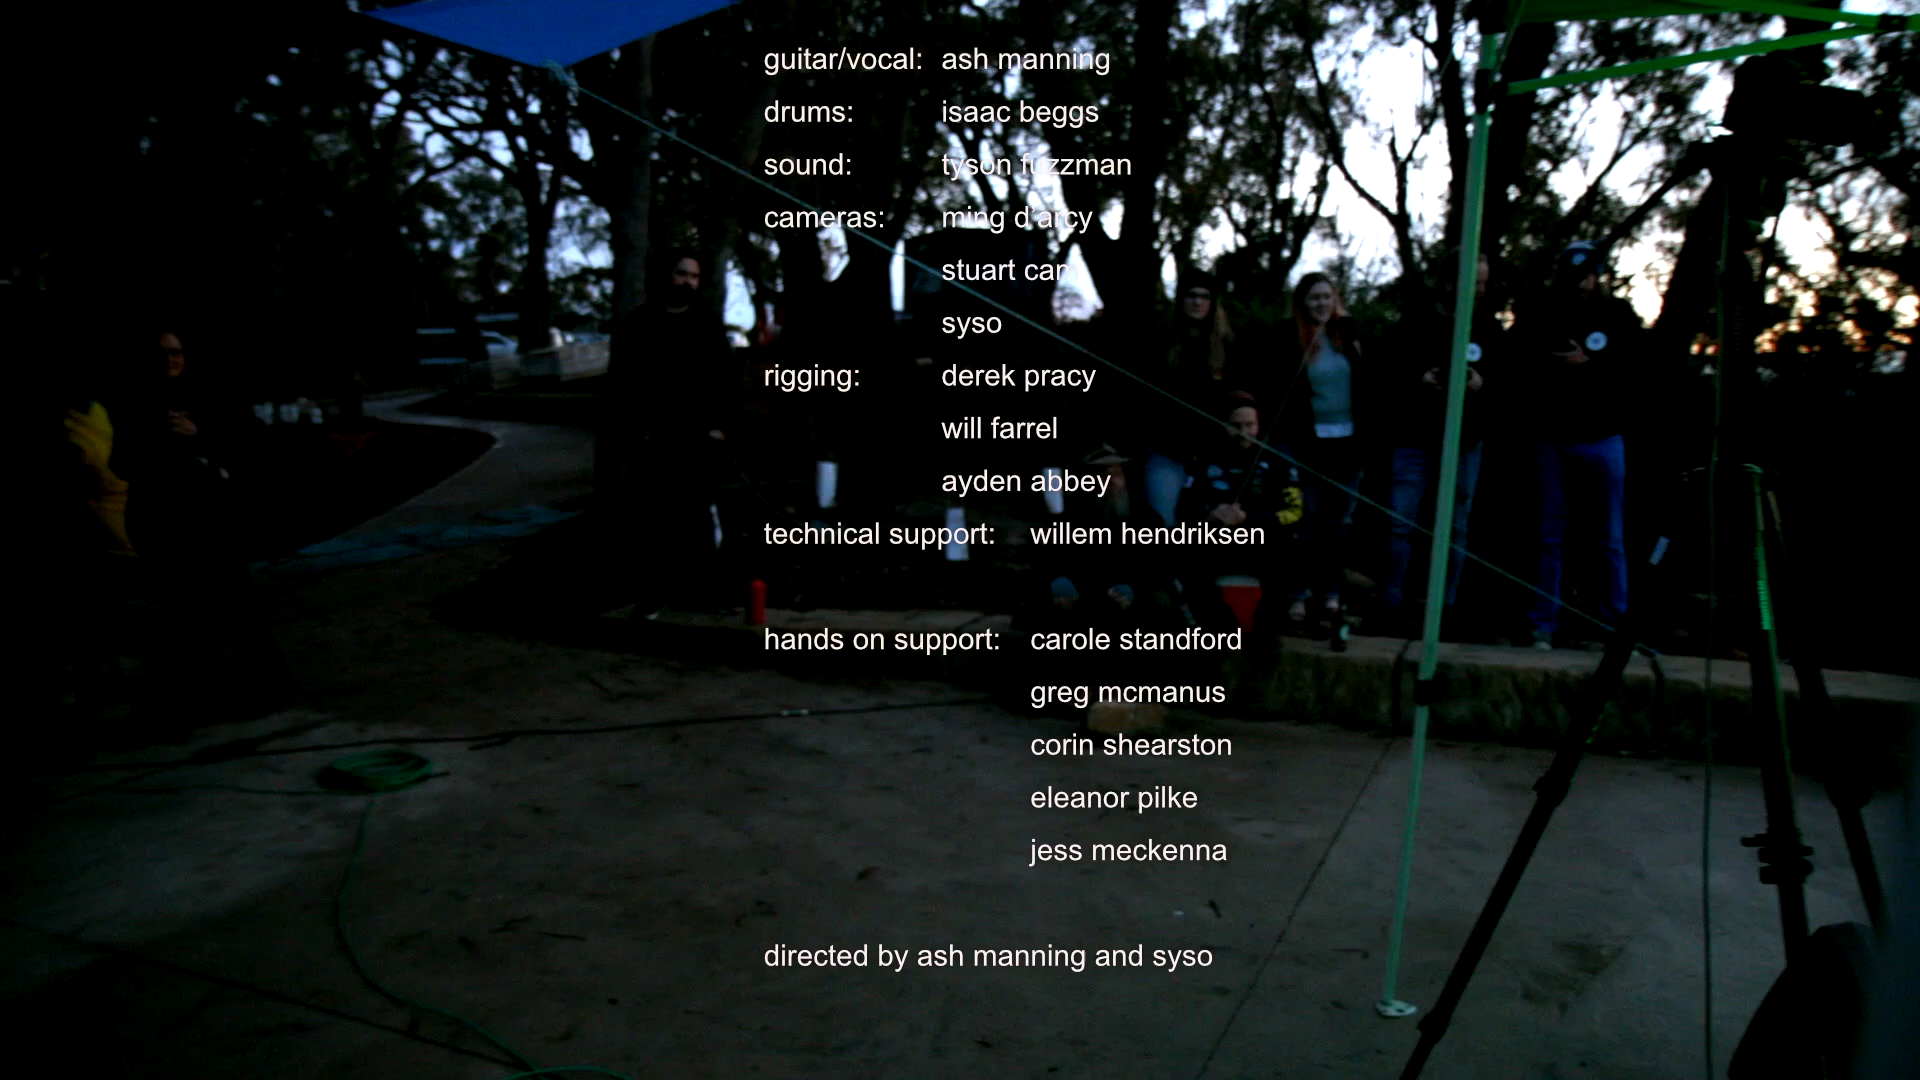 guitar/vocal: ash manning
drums: isaac beggs
sound: tyson fuzzman
cameras: ming d'arcy
stuart carr
syso
rigging: derek pracy
will farrel
ayden abbey
technical support: willem hendriksen
hands on support: carole standford
greg mcmanus
corin shearston
eleanor pilke
jess meckenna
directed by ash manning and syso